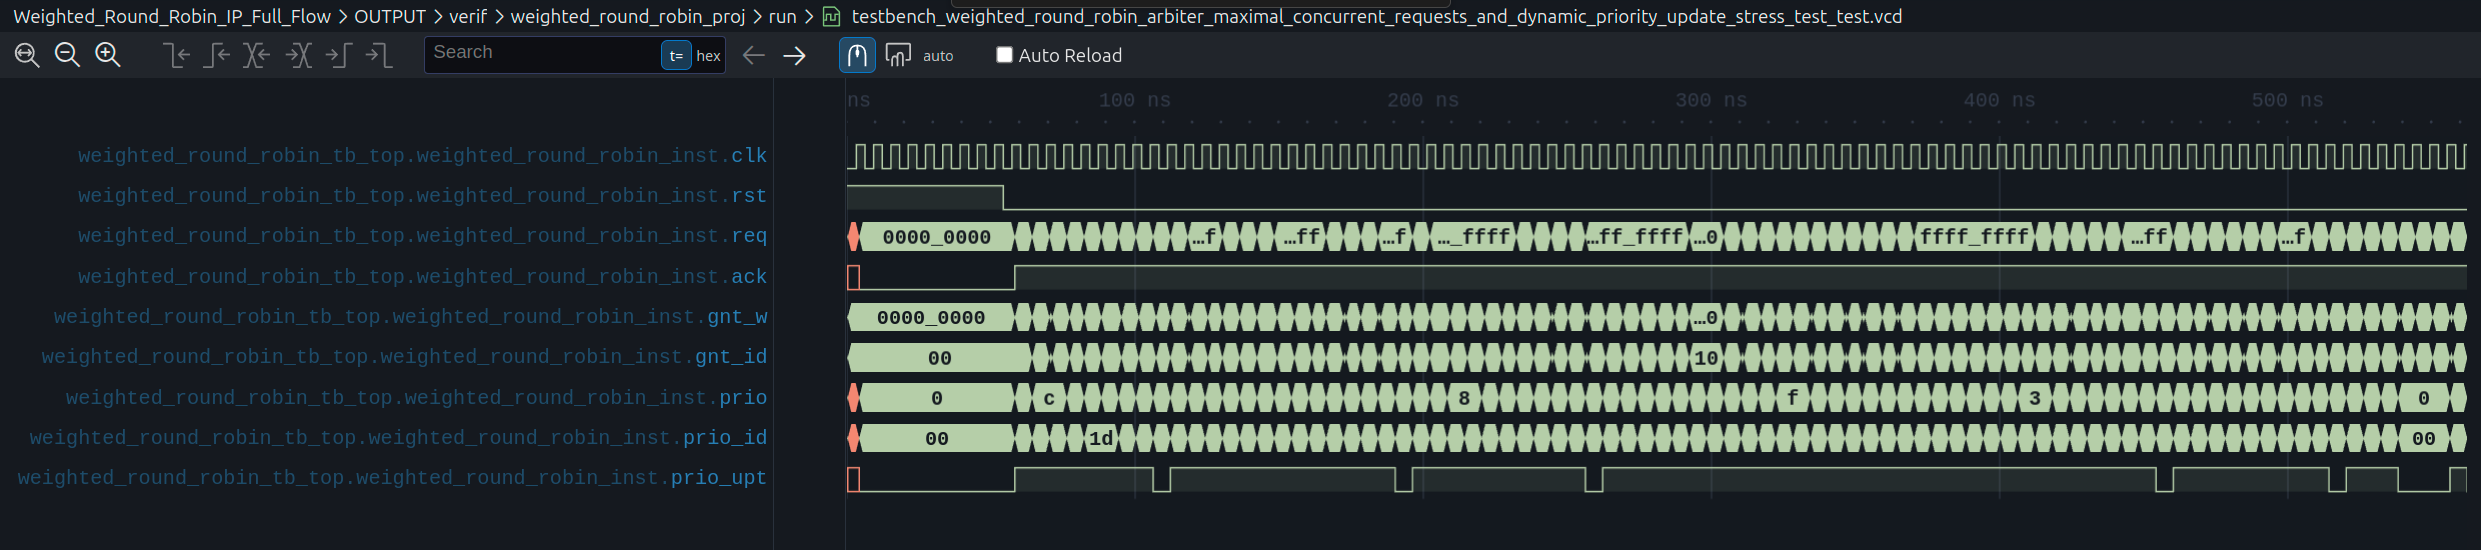 Weighted_Round_Robin_IP_Full_Flow > OUTPUT > verif > weighted_round_robin_proj > run > testbench_weighted_round_robin_arbiter_maximal_concurrent_requests_and_dynamic_priority_update_stress_test_test.vcd
Search t= hex auto Auto Reload
ns 100 ns 200 ns 300 ns 400 ns 500 ns
weighted_round_robin_tb_top.weighted_round_robin_inst.clk
weighted_round_robin_tb_top.weighted_round_robin_inst.rst
weighted_round_robin_tb_top.weighted_round_robin_inst.req 0000_0000 …f …ff …f …_ffff …ff_ffff …0 ffff_ffff …ff …f
weighted_round_robin_tb_top.weighted_round_robin_inst.ack
weighted_round_robin_tb_top.weighted_round_robin_inst.gnt_w 0000_0000 …0
weighted_round_robin_tb_top.weighted_round_robin_inst.gnt_id 00 10
weighted_round_robin_tb_top.weighted_round_robin_inst.prio 0 c 8 f 3 0
weighted_round_robin_tb_top.weighted_round_robin_inst.prio_id 00 1d 00
weighted_round_robin_tb_top.weighted_round_robin_inst.prio_upt